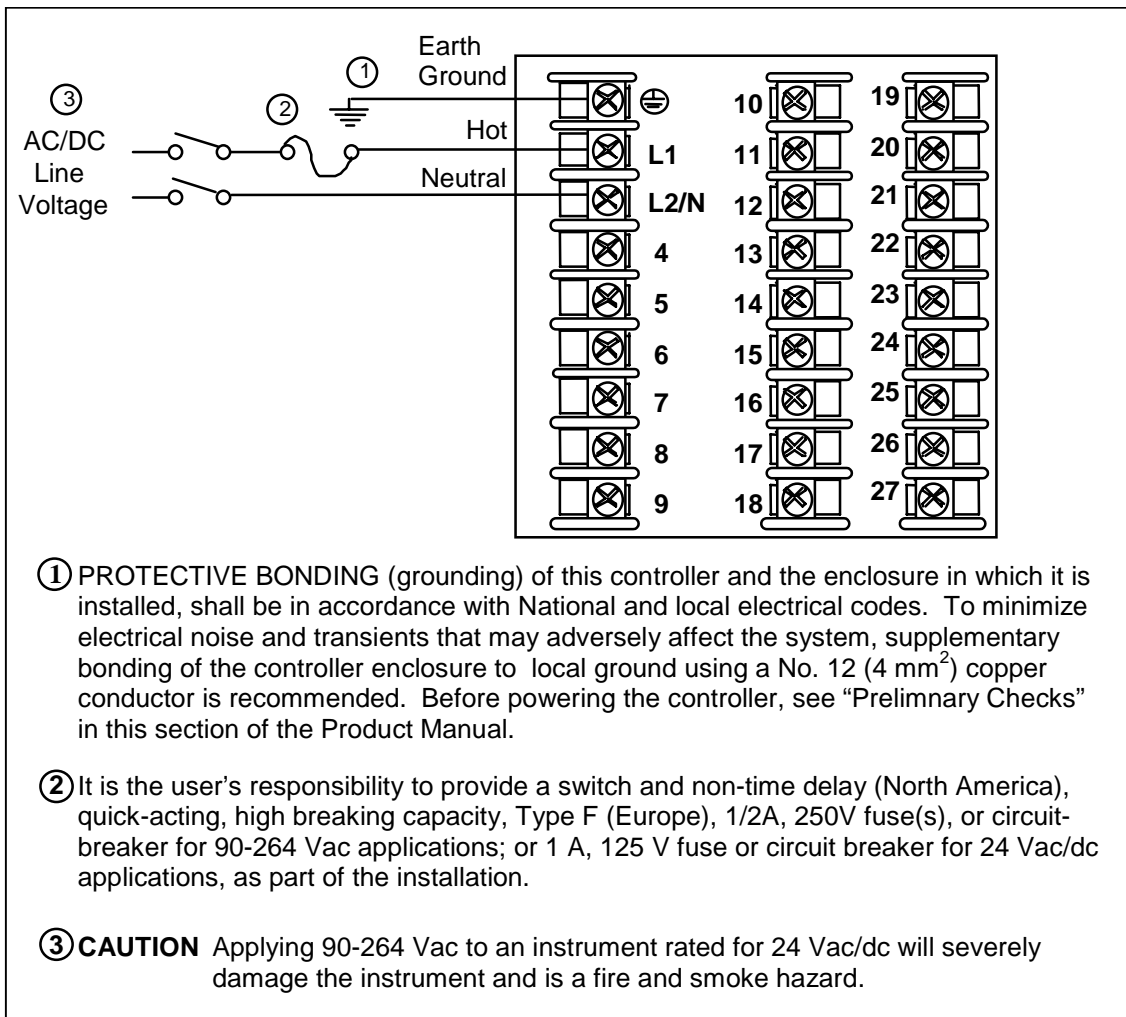 Earth
Ground
1
2
3
AC/DC
Line
Voltage
Hot
Neutral
L1
L2/N
4
5
6
7
8
9
10
11
12
13
14
15
16
17
18
19
20
21
22
23
24
25
26
27
1 PROTECTIVE BONDING (grounding) of this controller and the enclosure in which it is
installed, shall be in accordance with National and local electrical codes. To minimize
electrical noise and transients that may adversely affect the system, supplementary
bonding of the controller enclosure to local ground using a No. 12 (4 mm²) copper
conductor is recommended. Before powering the controller, see “Prelimnary Checks”
in this section of the Product Manual.
2 It is the user’s responsibility to provide a switch and non-time delay (North America),
quick-acting, high breaking capacity, Type F (Europe), 1/2A, 250V fuse(s), or circuit-
breaker for 90-264 Vac applications; or 1 A, 125 V fuse or circuit breaker for 24 Vac/dc
applications, as part of the installation.
3 CAUTION Applying 90-264 Vac to an instrument rated for 24 Vac/dc will severely
damage the instrument and is a fire and smoke hazard.